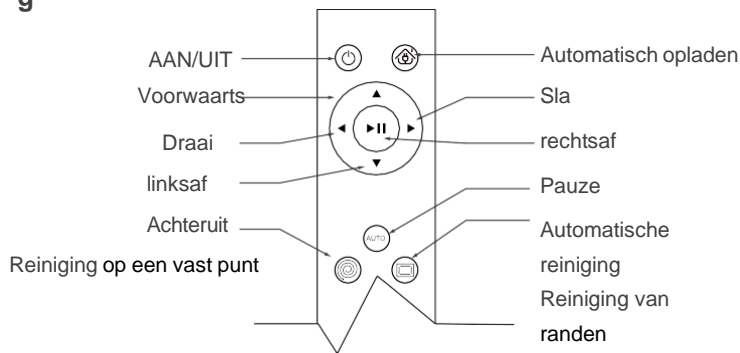 g
AAN/UIT
Voorwaarts
Draai
linksaf
Achteruit
Reiniging op een vast punt
AUTO
Automatisch opladen
Sla
rechtsaf
Pauze
Automatische
reiniging
Reiniging van
randen